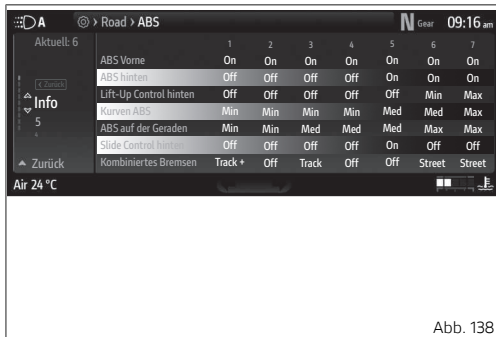 A Road > ABS N Gear 09:16 am
Aktuell: 6
1 2 3 4 5 6 7
ABS Vorne On On On On On On On
ABS hinten Off Off Off Off On On On
< Zurück
Lift-Up Control hinten Off Off Off Off Off Min Max
Info
Kurven ABS Min Min Min Min Med Med Max
5
ABS auf der Geraden Min Min Med Med Med Max Max
4
Slide Control hinten Off Off Off Off On Off Off
Zurück
Kombiniertes Bremsen Track + Off Track Off Off Street Street
Air 24 °C
Abb. 138